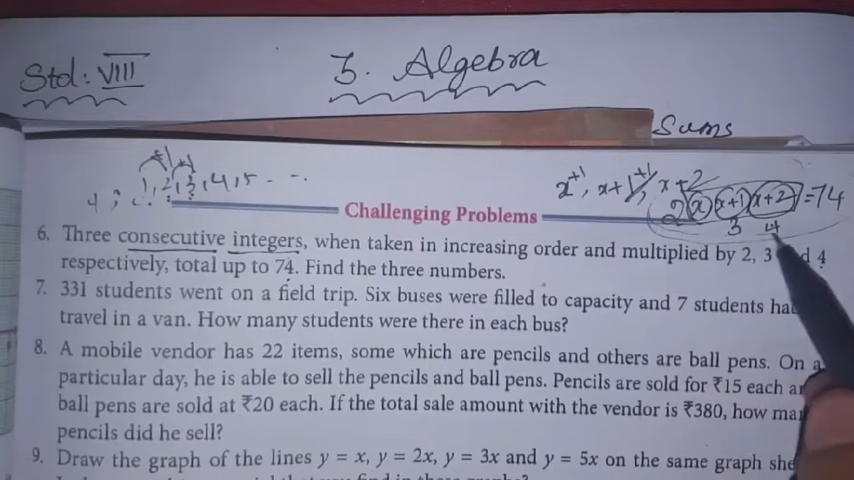 Std: VIII
3. Algebra
Sums
1, 2, 3, 4, 5 - - -
x+1, x+1+1, x+2
2(x) (x+1) (x+2) = 74
3 4
Challenging Problems
6. Three consecutive integers, when taken in increasing order and multiplied by 2, 3 and 4
respectively, total up to 74. Find the three numbers.
7. 331 students went on a field trip. Six buses were filled to capacity and 7 students
travel in a van. How many students were there in each bus?
8. A mobile vendor has 22 items, some which are pencils and others are ball pens. On a
particular day, he is able to sell the pencils and ball pens. Pencils are sold for ₹15 each
ball pens are sold at ₹20 each. If the total sale amount with the vendor is ₹380, how
pencils did he sell?
9. Draw the graph of the lines y = x, y = 2x, y = 3x and y = 5x on the same graph